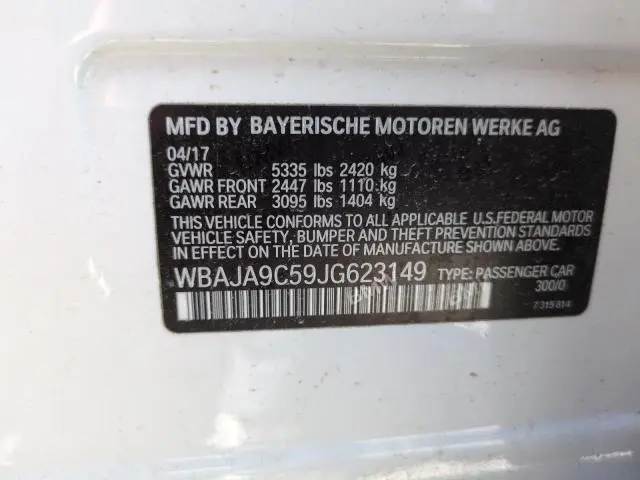 MFD BY BAYERISCHE MOTOREN WERKE AG
04/17
GVWR 5335 lbs 2420 kg
GAWR FRONT 2447 lbs 1110 kg
GAWR REAR 3095 lbs 1404 kg
THIS VEHICLE CONFORMS TO ALL APPLICABLE U.S.FEDERAL MOTOR
VEHICLE SAFETY, BUMPER AND THEFT PREVENTION STANDARDS
IN EFFECT ON THE DATE OF MANUFACTURE SHOWN ABOVE.
WBAJA9C59JG623149 TYPE: PASSENGER CAR
300/0
7319814